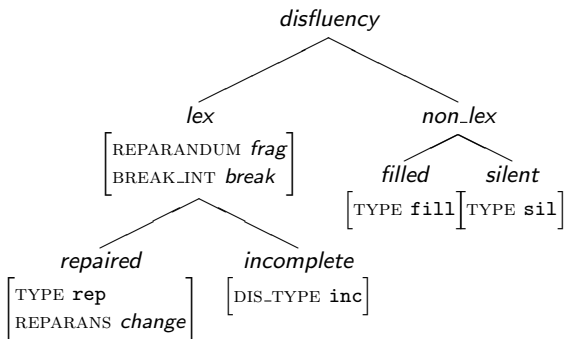 disfluency
lex
non_lex
REPARANDUM frag
BREAK_INT break
filled silent
TYPE fill TYPE sil
repaired incomplete
TYPE rep
REPARANS change
DIS_TYPE inc